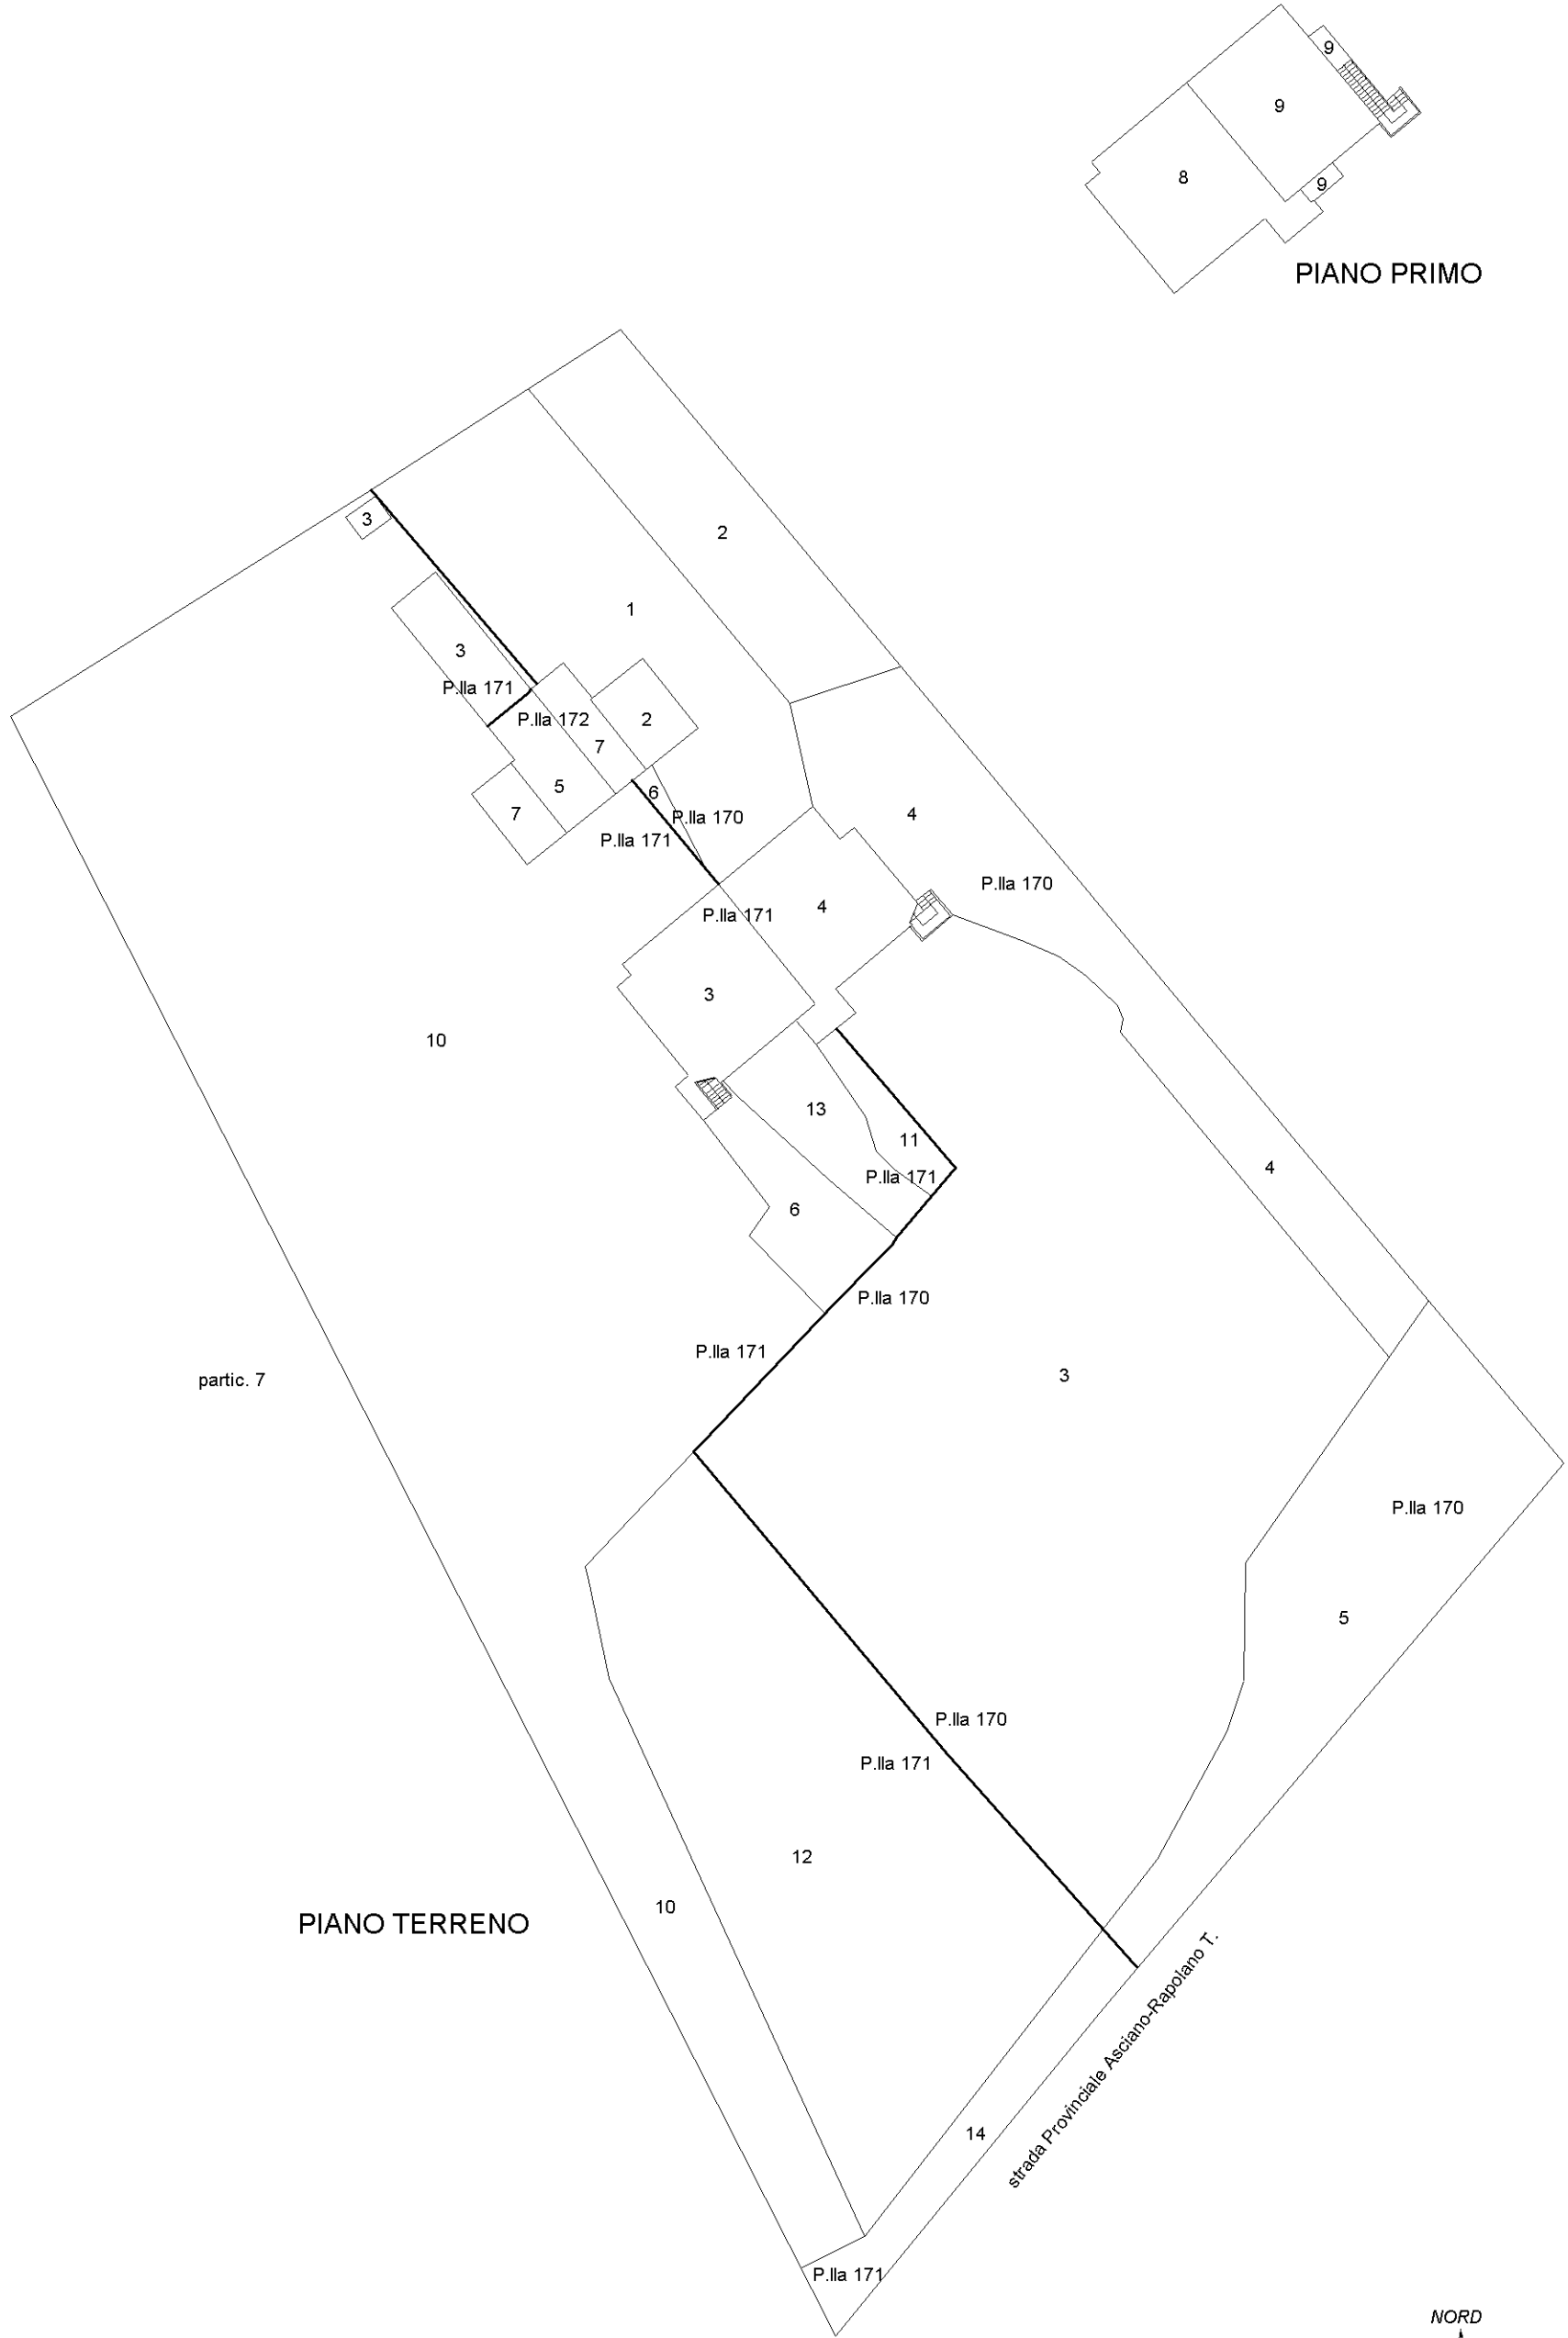 9
9
8
9
PIANO PRIMO
3
2
1
3
P.lla 171
P.lla 172
2
7
5
6
7
P.lla 170
P.lla 171
4
P.lla 170
P.lla 171
4
3
10
13
11
P.lla 171
4
6
P.lla 170
P.lla 171
3
partic. 7
P.lla 170
5
P.lla 170
P.lla 171
12
10
PIANO TERRENO
strada Provinciale Asciano-Rapolano T.
14
P.lla 171
NORD